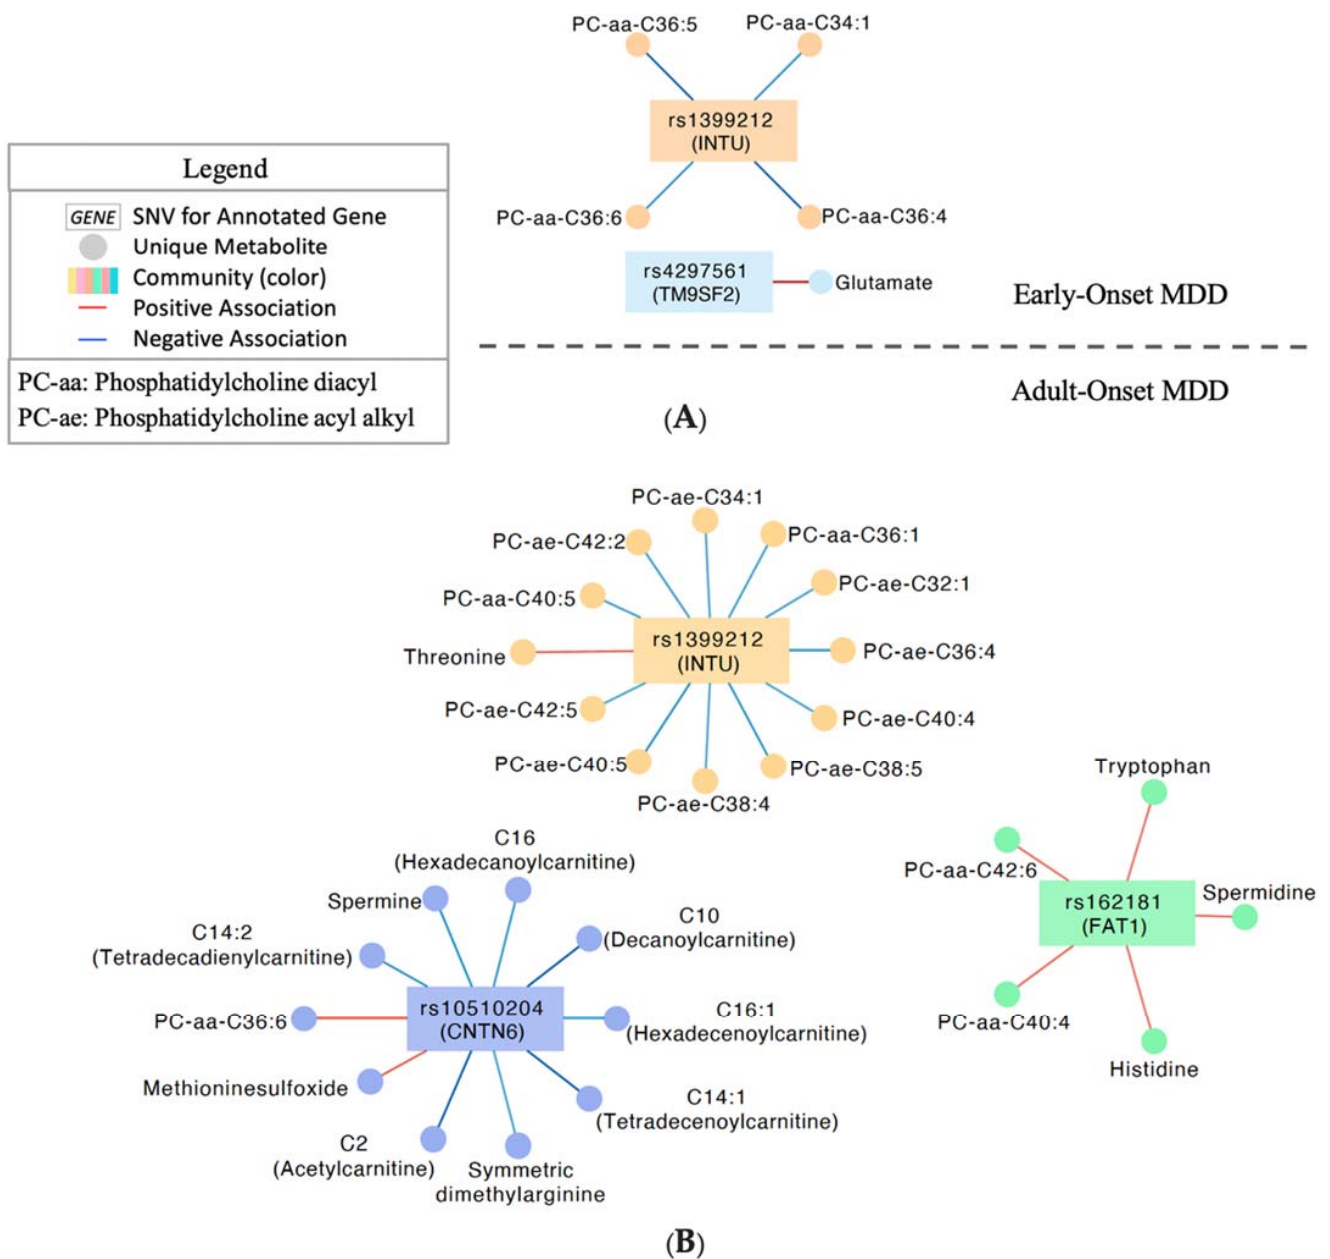 PC-aa-C36:5
PC-aa-C34:1
rs1399212
(INTU)
PC-aa-C36:6
PC-aa-C36:4
rs4297561
(TM9SF2)
Glutamate
Early-Onset MDD
Adult-Onset MDD
(A)
Legend
GENE SNV for Annotated Gene
Unique Metabolite
Community (color)
Positive Association
Negative Association
PC-aa: Phosphatidylcholine diacyl
PC-ae: Phosphatidylcholine acyl alkyl
PC-ae-C34:1
PC-ae-C42:2
PC-aa-C36:1
PC-aa-C40:5
PC-ae-C32:1
rs1399212
(INTU)
Threonine
PC-ae-C36:4
PC-ae-C42:5
PC-ae-C40:4
PC-ae-C40:5
PC-ae-C38:5
PC-ae-C38:4
C16
(Hexadecanoylcarnitine)
Spermine
C10
(Decanoylcarnitine)
C14:2
(Tetradecadienylcarnitine)
rs10510204
(CNTN6)
PC-aa-C36:6
C16:1
(Hexadecenoylcarnitine)
Methioninesulfoxide
C14:1
(Tetradecenoylcarnitine)
C2
(Acetylcarnitine)
Symmetric
dimethylarginine
Tryptophan
PC-aa-C42:6
Spermidine
rs162181
(FAT1)
PC-aa-C40:4
Histidine
(B)